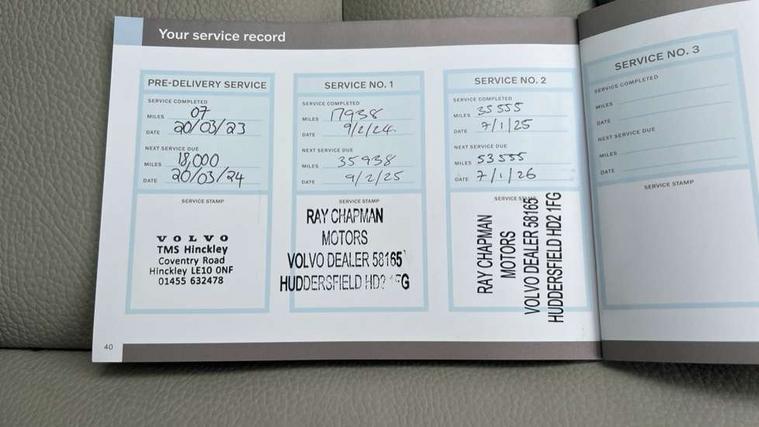 Your service record
PRE-DELIVERY SERVICE
SERVICE COMPLETED
MILES 07
DATE 20/03/23
NEXT SERVICE DUE
MILES 18,000
DATE 20/03/24
SERVICE STAMP
VOLVO
TMS Hinckley
Coventry Road
Hinckley LE10 0NF
01455 632478
SERVICE NO. 1
SERVICE COMPLETED
MILES 17938
DATE 9/2/24.
NEXT SERVICE DUE
MILES 35938
DATE 9/2/25
SERVICE STAMP
RAY CHAPMAN
MOTORS
VOLVO DEALER 58165
HUDDERSFIELD
SERVICE NO. 2
SERVICE COMPLETED
MILES 35555
DATE 7/1/25
NEXT SERVICE DUE
MILES 53555
DATE 7/1/26
SERVICE
RAY CHAPMAN
MOTORS
VOLVO DEALER 58165
HUDDERSFIELD HD2 1FG
SERVICE NO. 3
SERVICE COMPLETED
MILES
DATE
NEXT SERVICE DUE
MILES
DATE
SERVICE STAMP
40